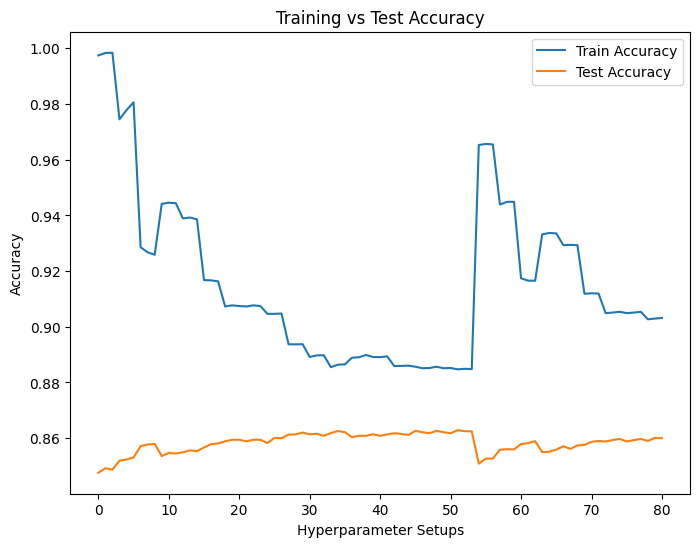 Training vs Test Accuracy
Train Accuracy
Test Accuracy
Accuracy
1.00
0.98
0.96
0.94
0.92
0.90
0.88
0.86
0 10 20 30 40 50 60 70 80
Hyperparameter Setups